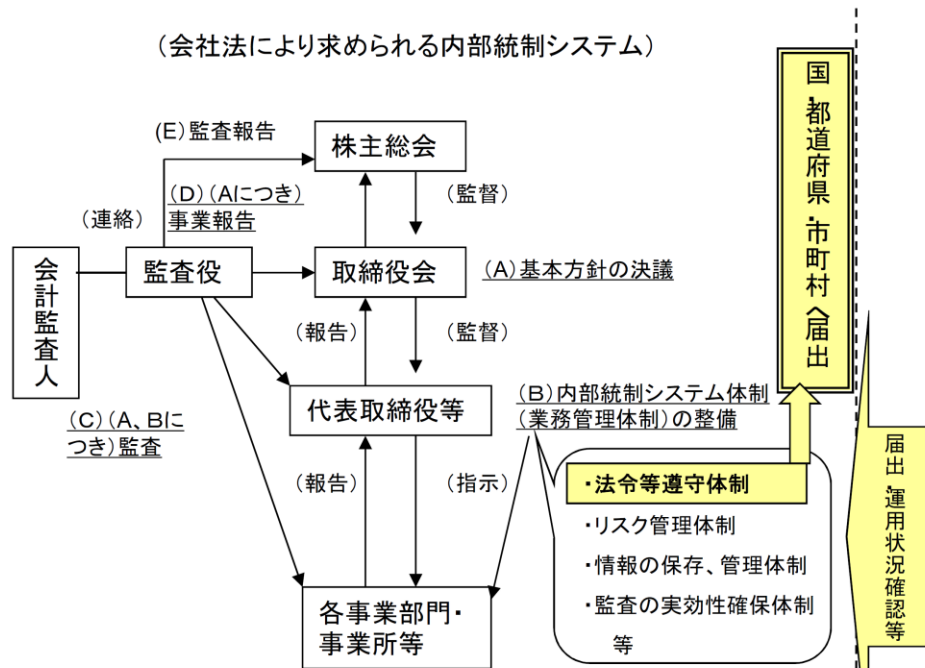 （会社法により求められる内部統制システム）
国・都道府県・市町村へ届出
(E)監査報告
株主総会
(D)(Aにつき)
事業報告
（監督）
（連絡）
会計監査人
監査役
取締役会
(A)基本方針の決議
（報告）
（監督）
代表取締役等
(B)内部統制システム体制
（業務管理体制）の整備
(C)(A、Bに
つき)監査
（報告）
（指示）
・法令等遵守体制
・リスク管理体制
・情報の保存、管理体制
・監査の実効性確保体制
等
各事業部門・
事業所等
届出・運用状況確認等